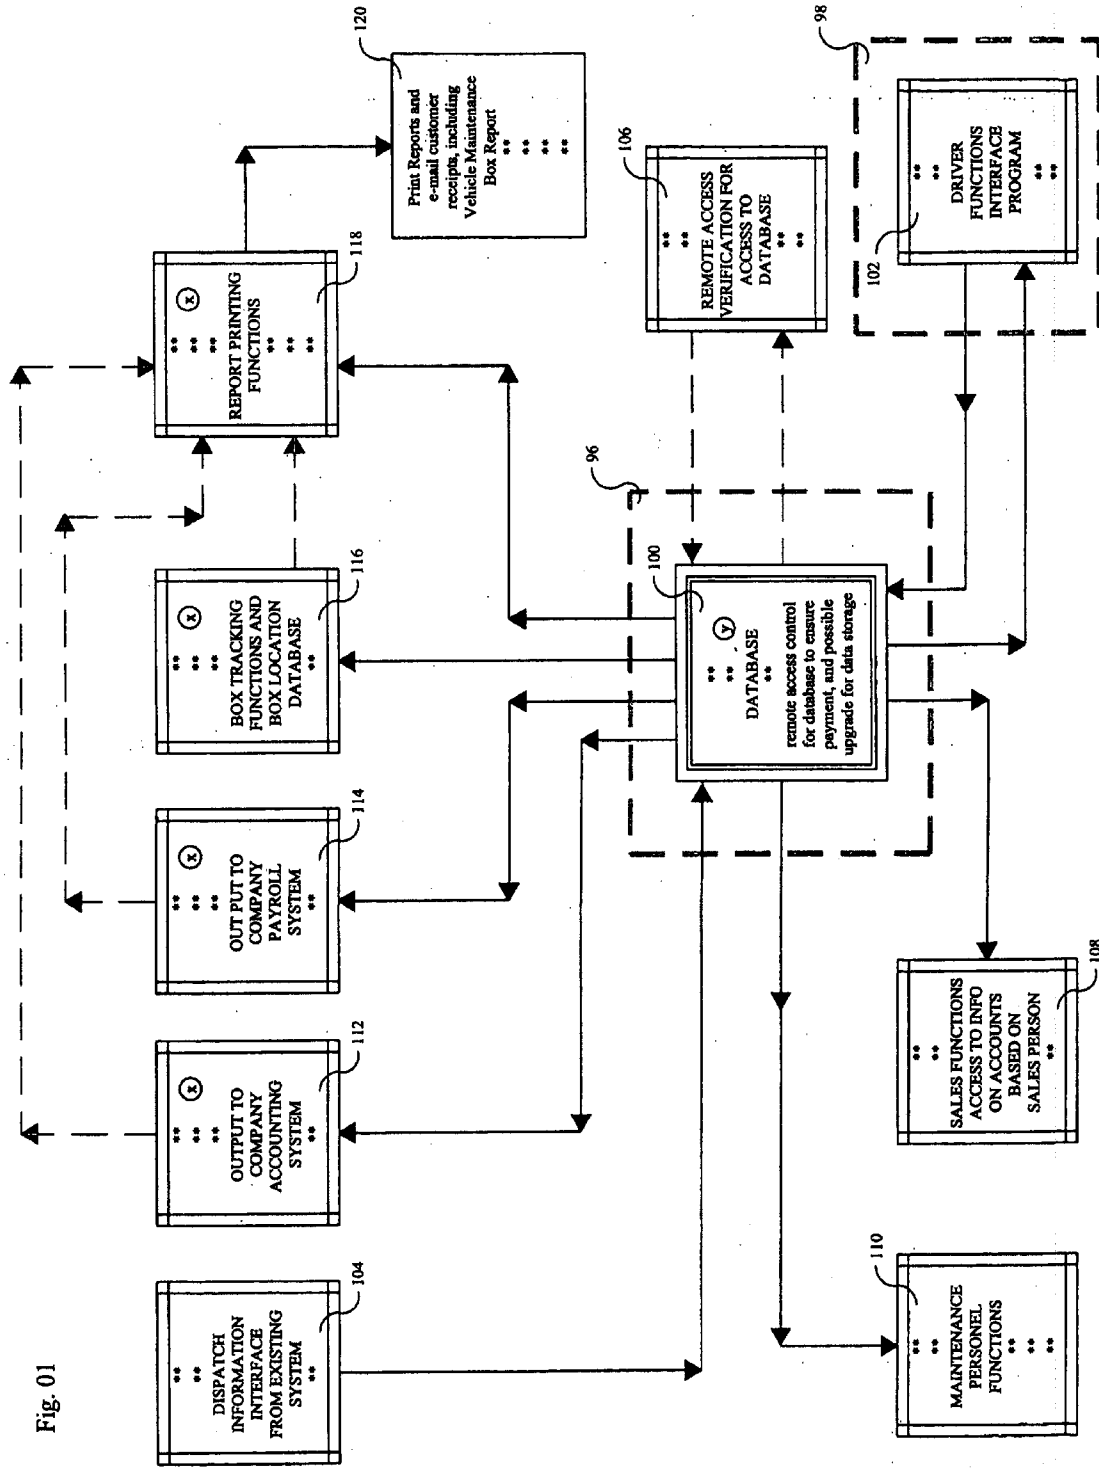 Fig. 01
**
**
DISPATCH
INFORMATION
INTERFACE
FROM EXISTING
SYSTEM
**
104
**
**
**
x
OUTPUT TO
COMPANY
ACCOUNTING
SYSTEM
**
112
**
**
**
x
OUT PUT TO
COMPANY
PAYROLL
SYSTEM
**
114
**
**
**
x
BOX TRACKING
FUNCTIONS AND
BOX LOCATION
DATABASE
**
116
**
**
**
x
REPORT PRINTING
FUNCTIONS
**
**
**
118
120
Print Reports and
e-mail customer
receipts, including
Vehicle Maintenance
Box Report
**
**
**
**
96
100
**
**
y
DATABASE
**
remote access control
for database to ensure
payment, and possible
upgrade for data storage
106
**
**
REMOTE ACCESS
VERIFICATION FOR
ACCESS TO
DATABASE
**
**
110
**
**
MAINTENANCE
PERSONEL
FUNCTIONS
**
**
**
**
**
SALES FUNCTIONS
ACCESS TO INFO
ON ACCOUNTS
BASED ON
SALES PERSON
**
108
98
102
**
**
DRIVER
FUNCTIONS
INTERFACE
PROGRAM
**
**